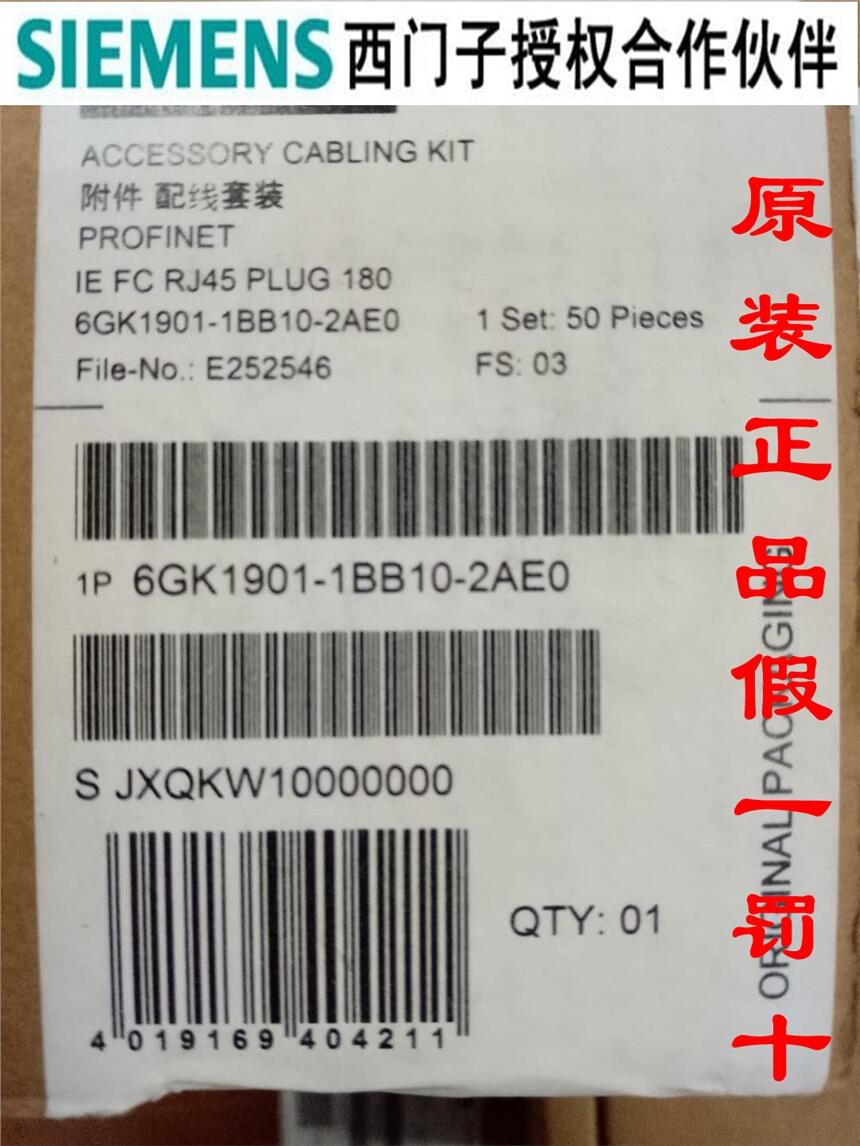 SIEMENS 西门子授权合作伙伴
ACCESSORY CABLING KIT
附件 配线套装
PROFINET
IE FC RJ45 PLUG 180
6GK1901-1BB10-2AE0 1 Set: 50 Pieces
File-No.: E252546 FS: 03
1P 6GK1901-1BB10-2AE0
S JXQKW10000000
QTY: 01
4 019169 404211
ORIGINAL PACKAGING
原装正品假一罚十